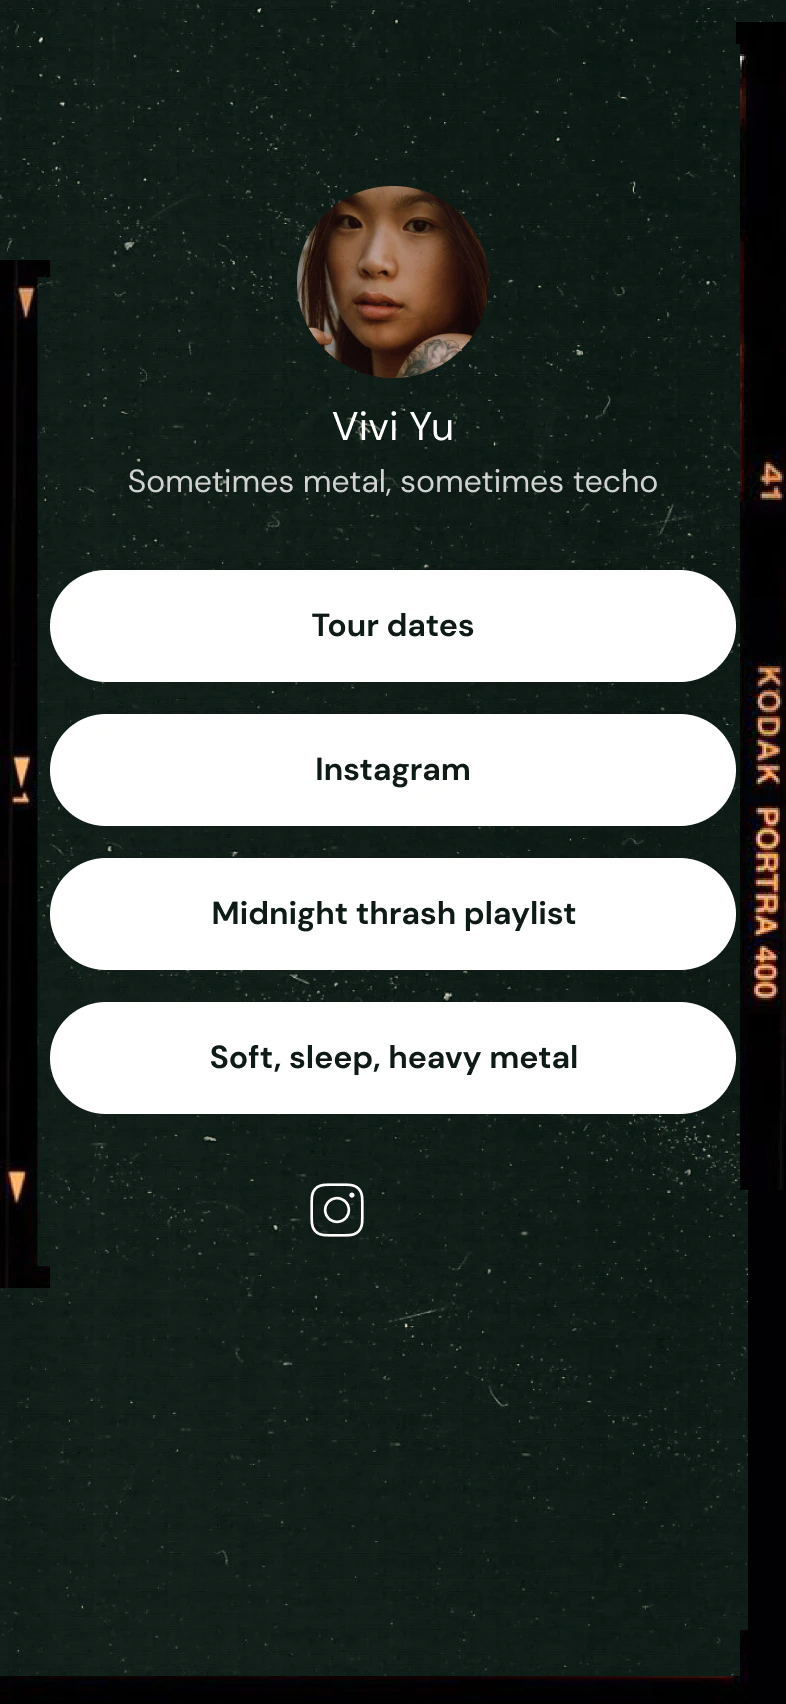 Vivi Yu
Sometimes metal, sometimes techo
Tour dates
Instagram
Midnight thrash playlist
Soft, sleep, heavy metal
41
KODAK PORTRA 400